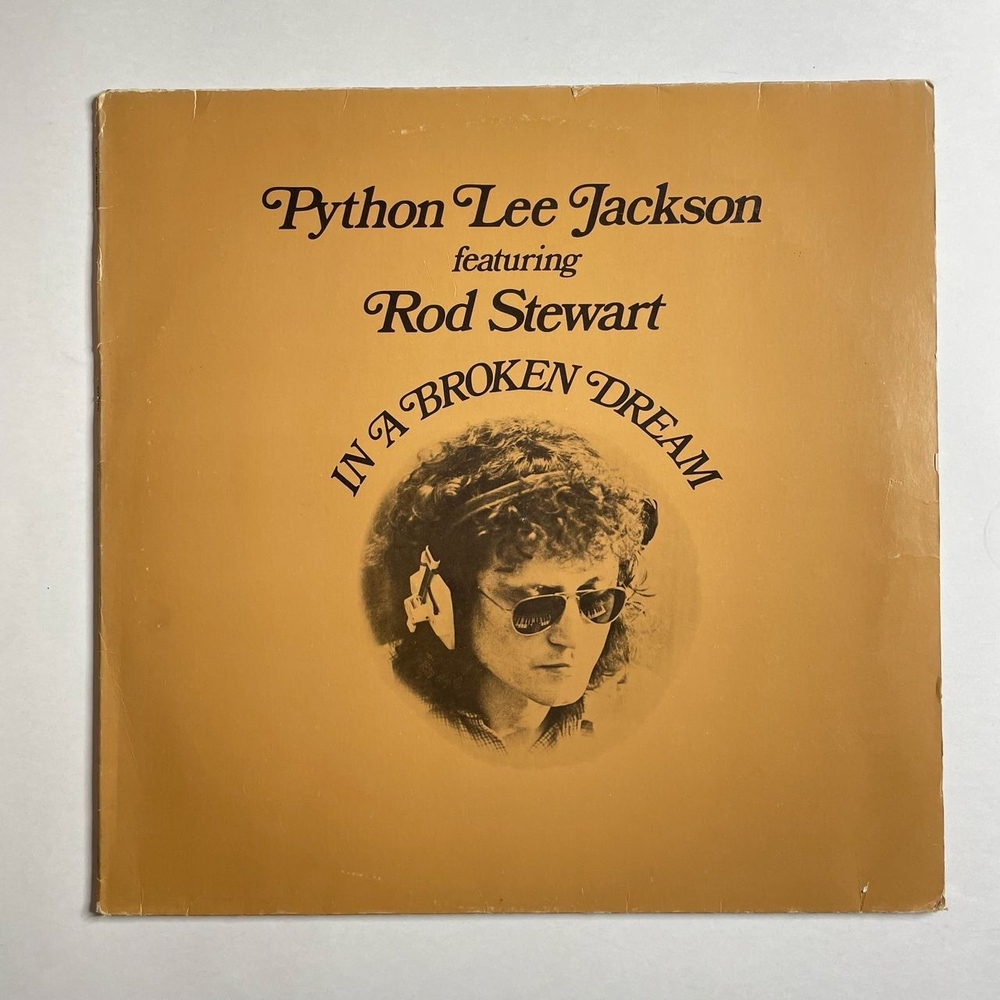 Python Lee Jackson
featuring
Rod Stewart
IN A BROKEN DREAM